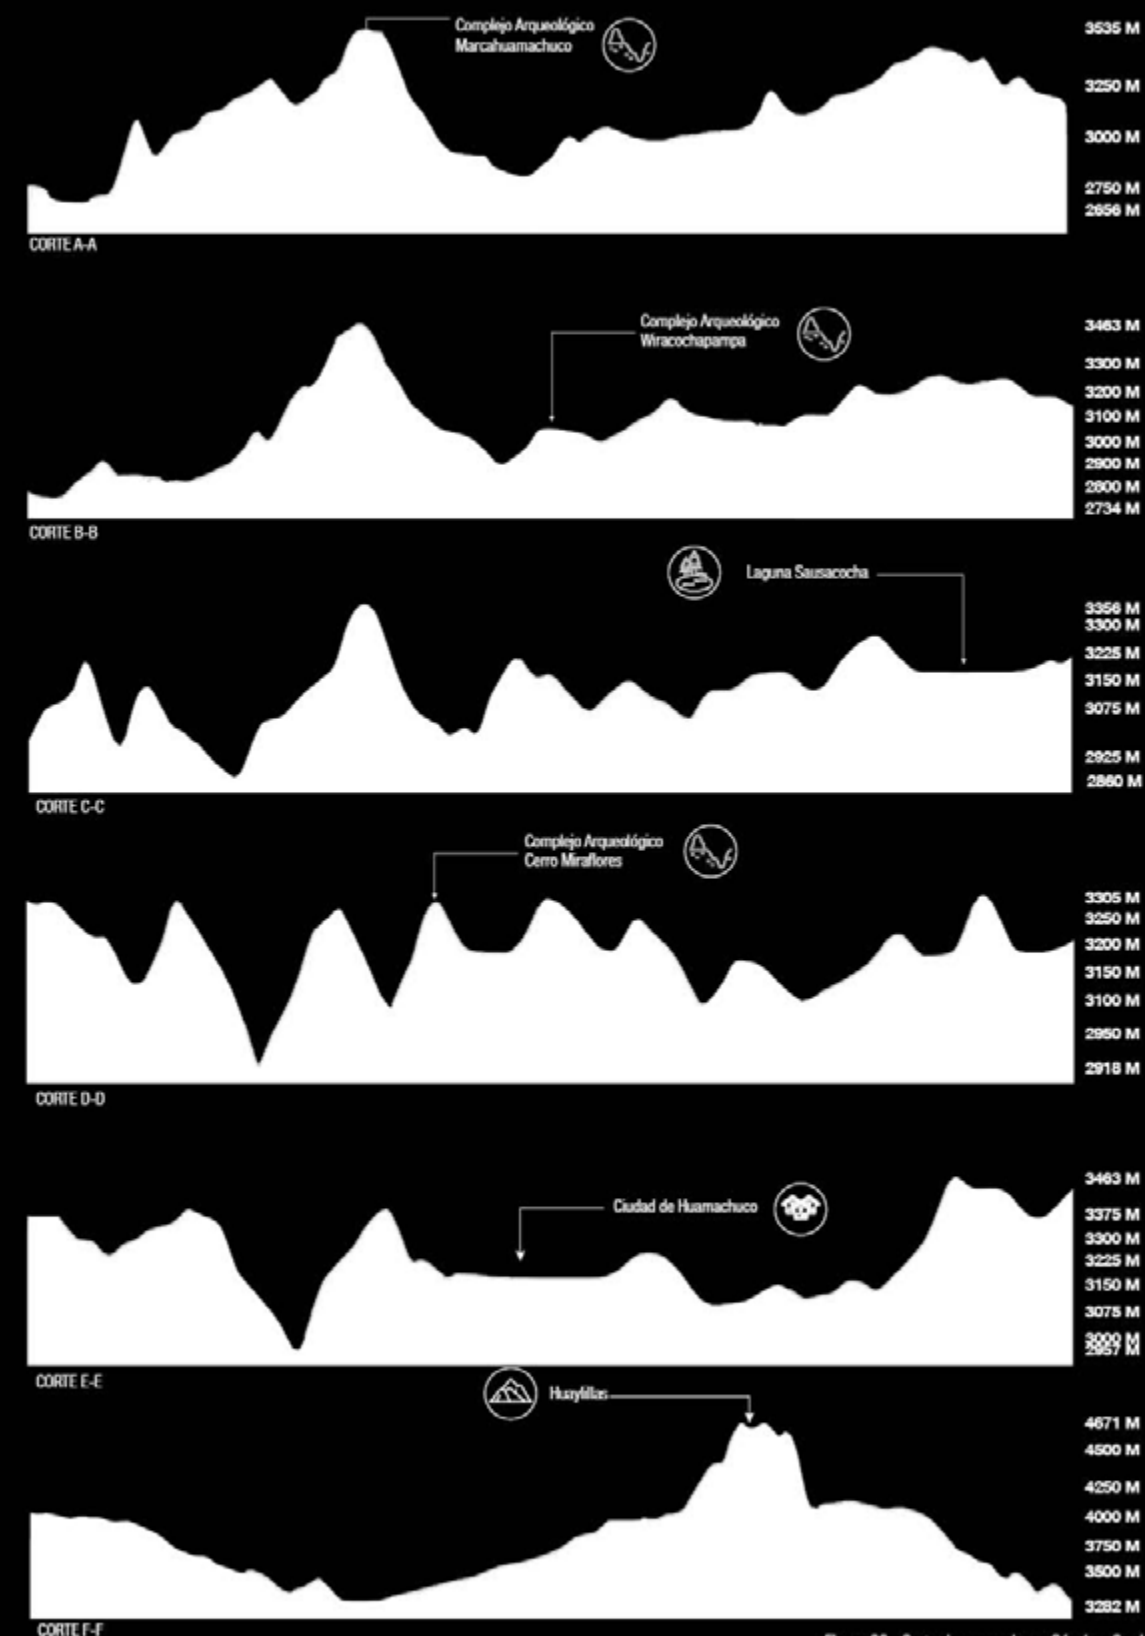 Complejo Arqueológico
Marcahuamachuco
3535 M
3250 M
3000 M
2750 M
2656 M
CORTE A-A
Complejo Arqueológico
Wiracochapampa
3463 M
3300 M
3200 M
3100 M
3000 M
2900 M
2800 M
2734 M
CORTE B-B
Laguna Sausacocha
3356 M
3300 M
3225 M
3150 M
3075 M
2925 M
2860 M
CORTE C-C
Complejo Arqueológico
Cerro Miraflores
3305 M
3250 M
3200 M
3150 M
3100 M
2950 M
2918 M
CORTE D-D
Ciudad de Huamachuco
3463 M
3375 M
3300 M
3225 M
3150 M
3075 M
3000 M
2957 M
CORTE E-E
Huaylillas
4671 M
4500 M
4250 M
4000 M
3750 M
3500 M
3282 M
CORTE F-F